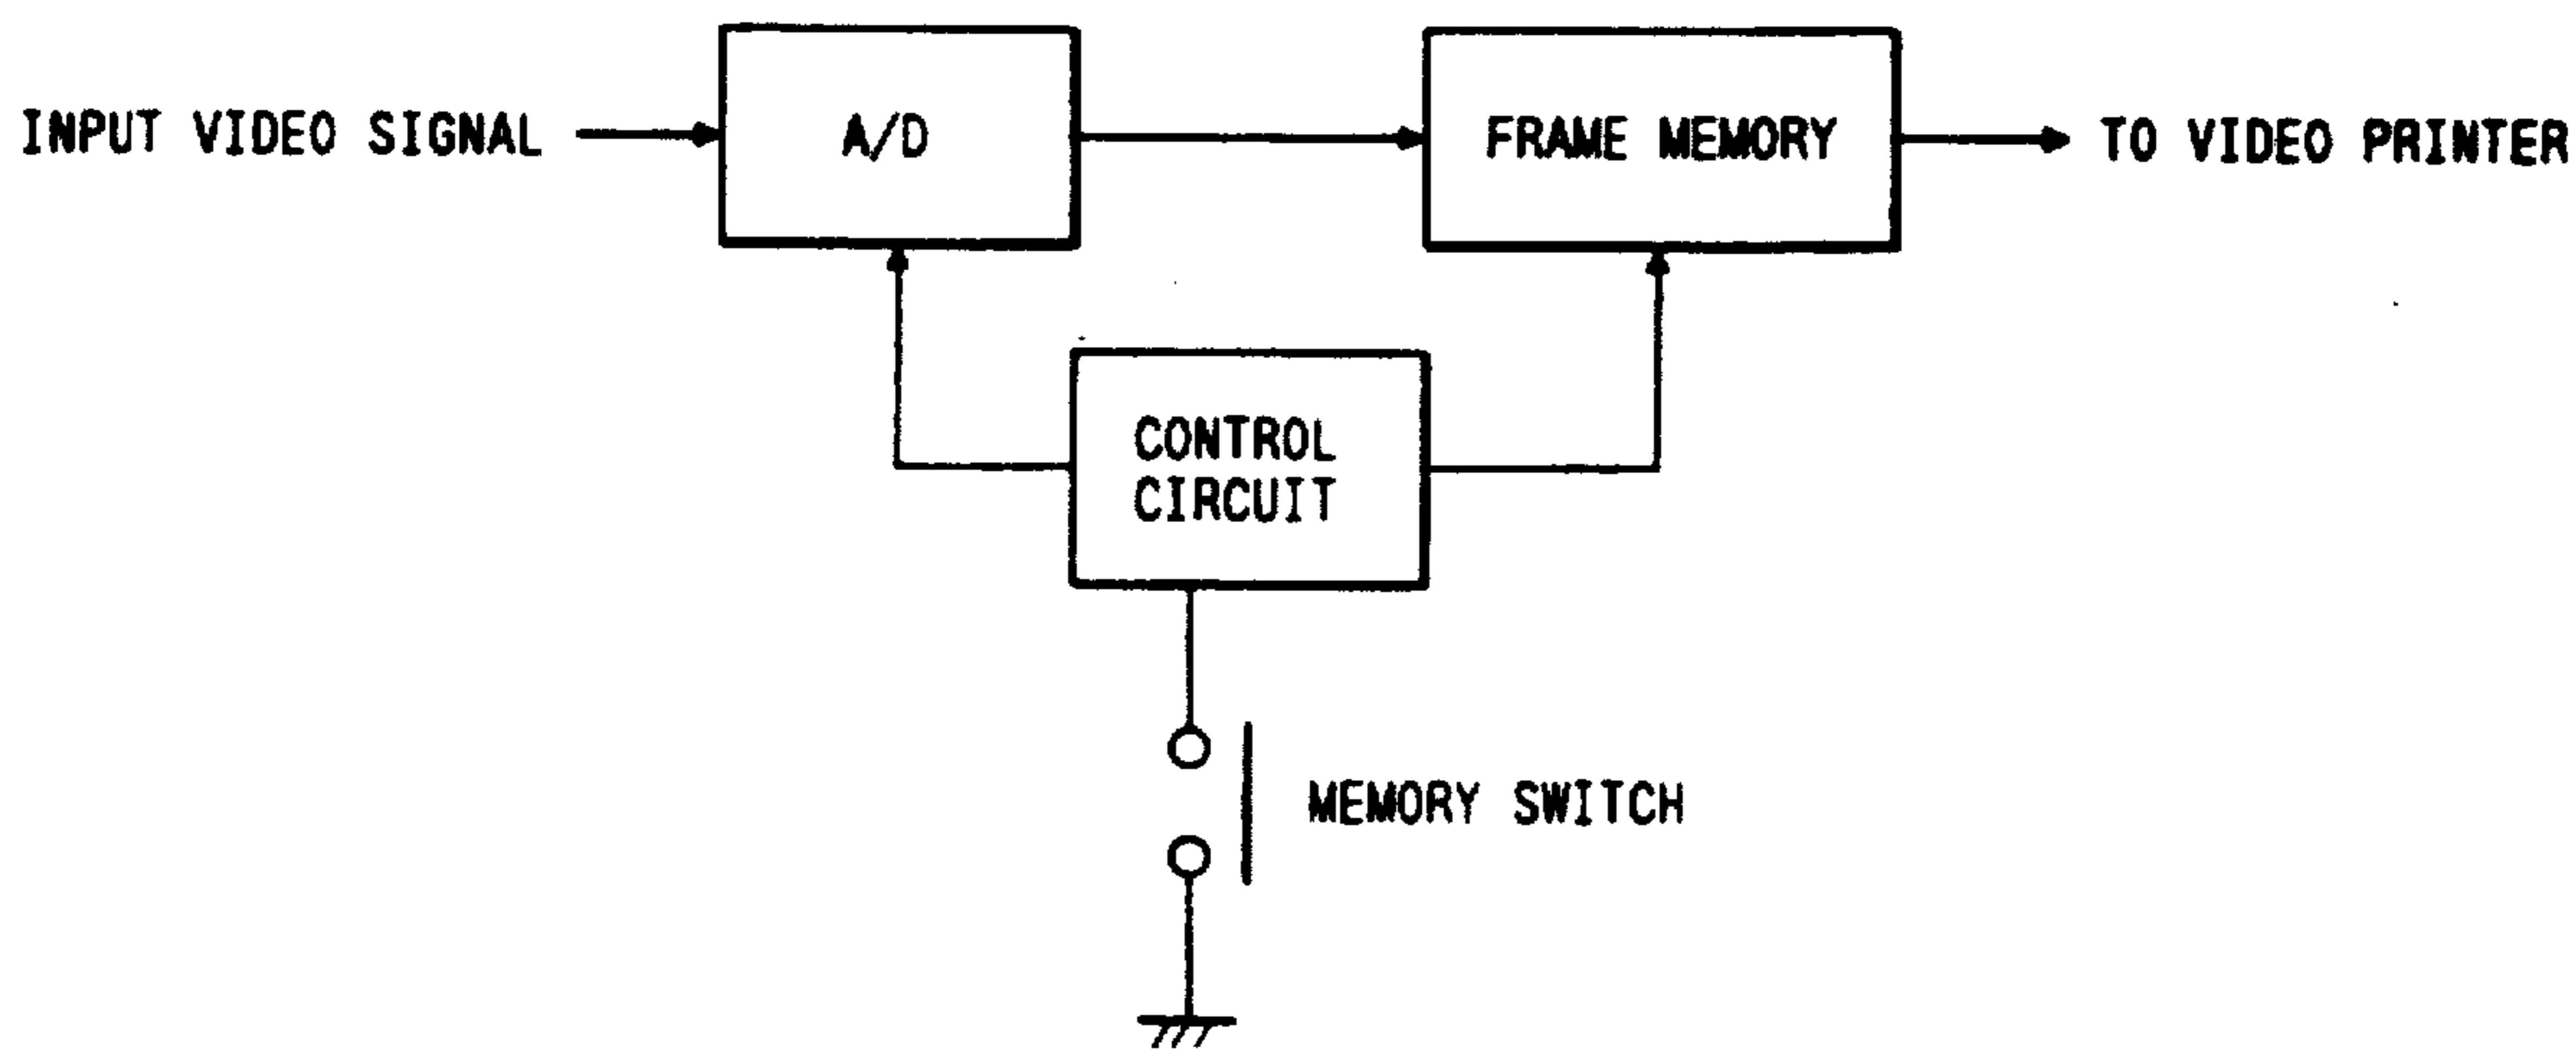 INPUT VIDEO SIGNAL
A/D
FRAME MEMORY
TO VIDEO PRINTER
CONTROL
CIRCUIT
MEMORY SWITCH